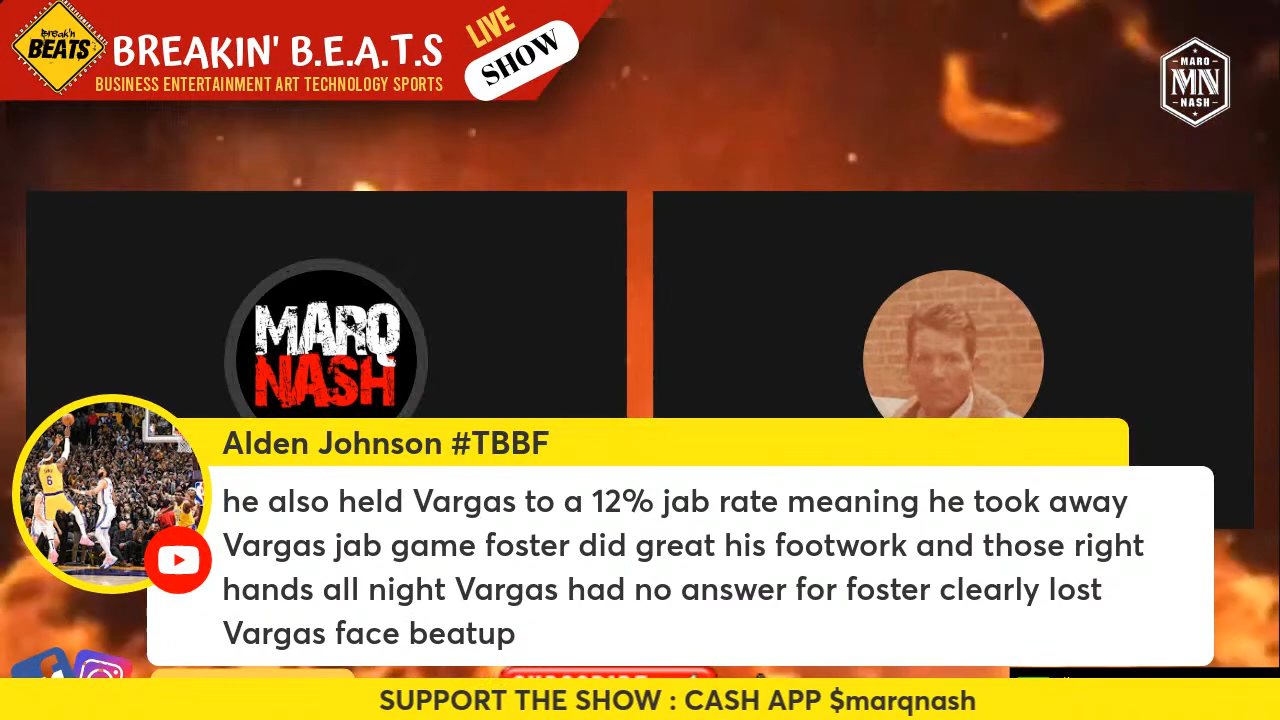 Break'n
BEATS
BREAKIN' B.E.A.T.S
BUSINESS ENTERTAINMENT ART TECHNOLOGY SPORTS
LIVE
SHOW
MARQ
MN
NASH
MARQ
NASH
Alden Johnson #TBBF
he also held Vargas to a 12% jab rate meaning he took away
Vargas jab game foster did great his footwork and those right
hands all night Vargas had no answer for foster clearly lost
Vargas face beatup
SUPPORT THE SHOW : CASH APP $marqnash